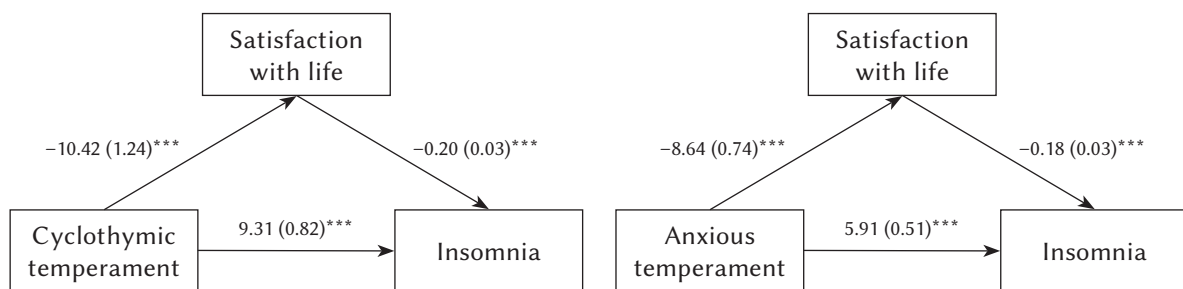 Satisfaction
with life
−10.42 (1.24)***
−0.20 (0.03)***
Cyclothymic
temperament
9.31 (0.82)***
Insomnia
Satisfaction
with life
−8.64 (0.74)***
−0.18 (0.03)***
Anxious
temperament
5.91 (0.51)***
Insomnia